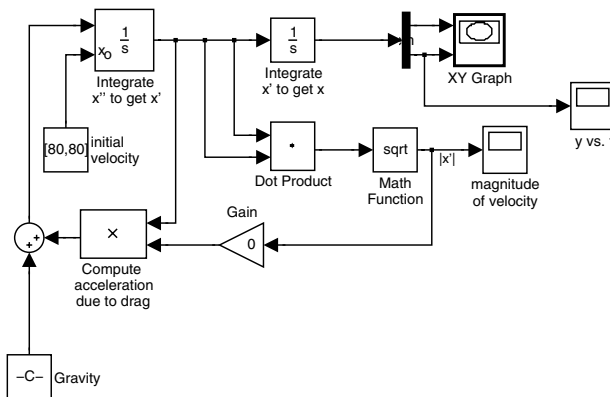 1
s
xo
Integrate
x'' to get x'
1
s
Integrate
x' to get x
XY Graph
y vs.
[80,80]
initial
velocity
Dot Product
sqrt
Math
Function
|x'|
magnitude
of velocity
×
Compute
acceleration
due to drag
Gain
0
+
+
−C−
Gravity